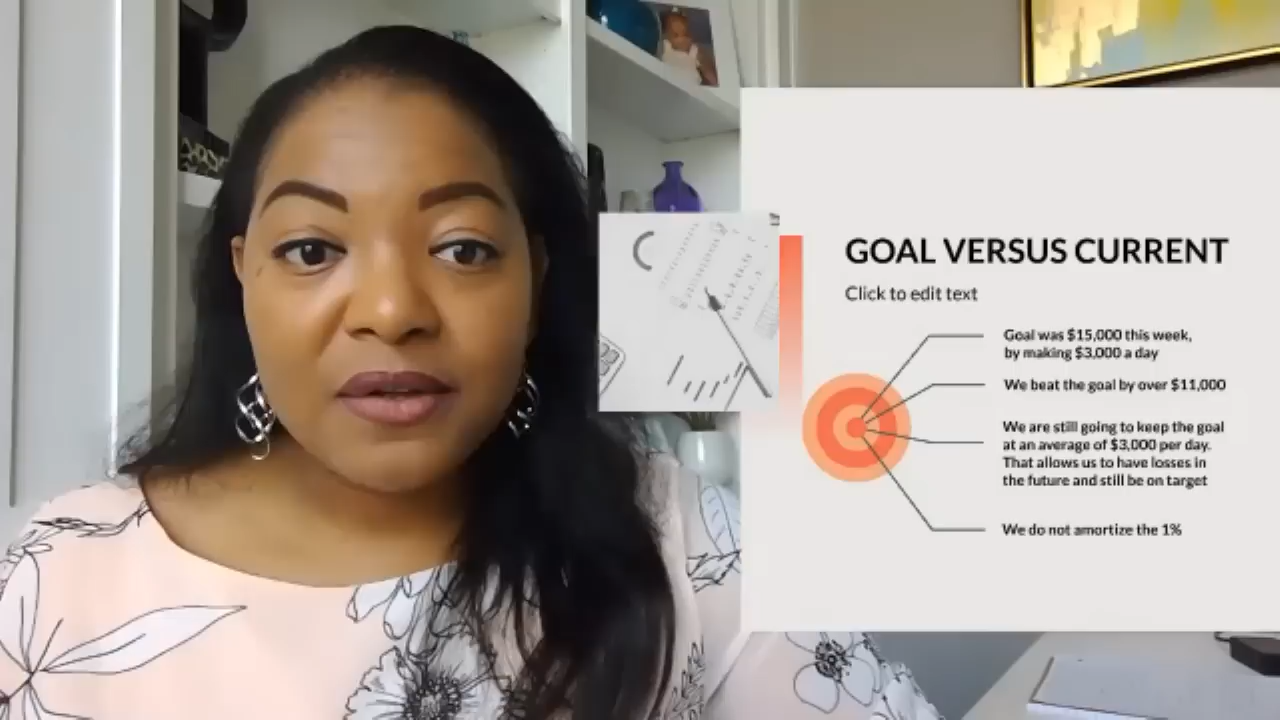 GOAL VERSUS CURRENT
Click to edit text
Goal was $15,000 this week,
by making $3,000 a day
We beat the goal by over $11,000
We are still going to keep the goal
at an average of $3,000 per day.
That allows us to have losses in
the future and still be on target
We do not amortize the 1%